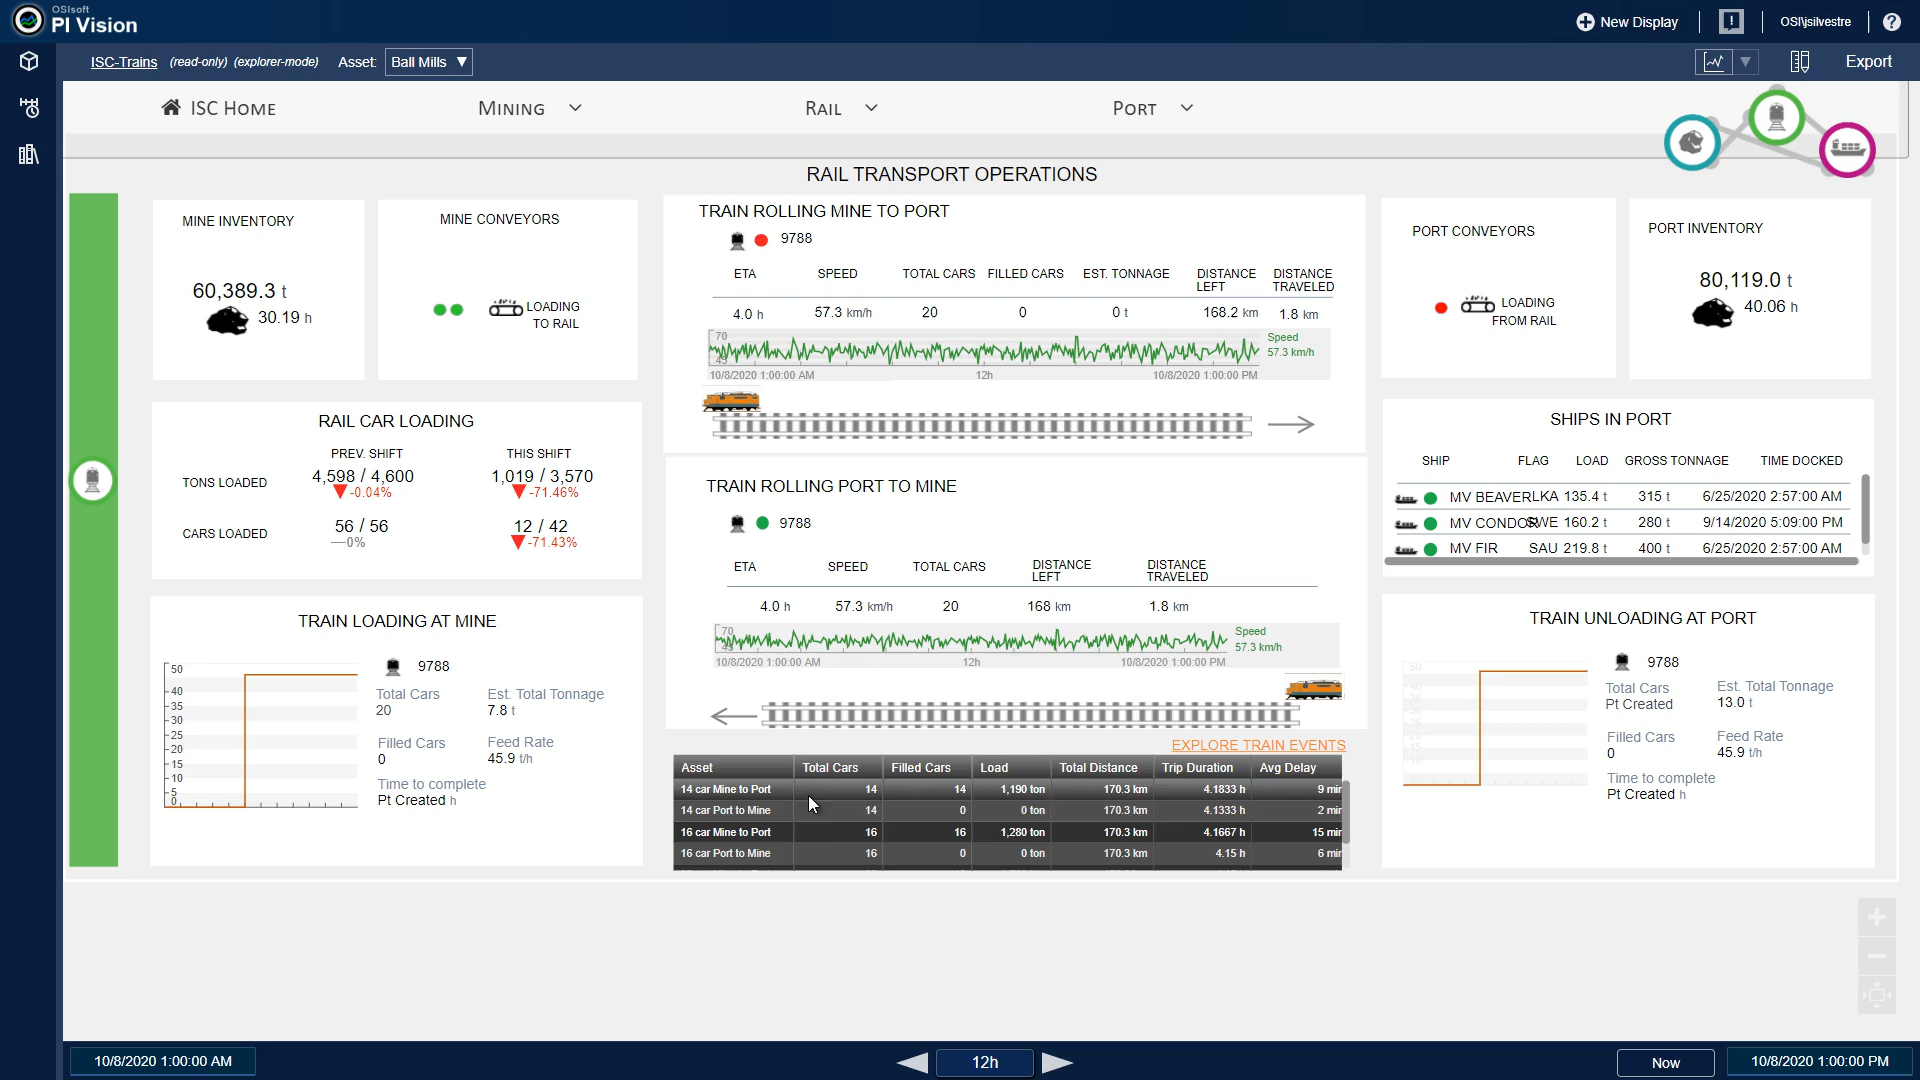 OSIsoft
PI Vision
New Display
OSI\jsilvestre
ISC-Trains (read-only) (explorer-mode) Asset: Ball Mills
Export
ISC Home
Mining
Rail
Port
RAIL TRANSPORT OPERATIONS
MINE INVENTORY
60,389.3 t
30.19 h
MINE CONVEYORS
LOADING
TO RAIL
RAIL CAR LOADING
PREV. SHIFT THIS SHIFT
TONS LOADED 4,598 / 4,600 1,019 / 3,570
-0.04% -71.46%
CARS LOADED 56 / 56 12 / 42
0% -71.43%
TRAIN LOADING AT MINE
50
40
35
30
25
20
15
10
5
0
9788
Total Cars Est. Total Tonnage
20 7.8 t
Filled Cars Feed Rate
0 45.9 t/h
Time to complete
Pt Created h
TRAIN ROLLING MINE TO PORT
9788
ETA SPEED TOTAL CARS FILLED CARS EST. TONNAGE DISTANCE LEFT DISTANCE TRAVELED
4.0 h 57.3 km/h 20 0 0 t 168.2 km 1.8 km
70
45
Speed
57.3 km/h
10/8/2020 1:00:00 AM 12h 10/8/2020 1:00:00 PM
TRAIN ROLLING PORT TO MINE
9788
ETA SPEED TOTAL CARS DISTANCE LEFT DISTANCE TRAVELED
4.0 h 57.3 km/h 20 168 km 1.8 km
70
45
Speed
57.3 km/h
10/8/2020 1:00:00 AM 12h 10/8/2020 1:00:00 PM
EXPLORE TRAIN EVENTS
Asset Total Cars Filled Cars Load Total Distance Trip Duration Avg Delay
14 car Mine to Port 14 14 1,190 ton 170.3 km 4.1833 h 9 min
14 car Port to Mine 14 0 0 ton 170.3 km 4.1333 h 2 min
16 car Mine to Port 16 16 1,280 ton 170.3 km 4.1667 h 15 min
16 car Port to Mine 16 0 0 ton 170.3 km 4.15 h 6 min
PORT CONVEYORS
LOADING
FROM RAIL
PORT INVENTORY
80,119.0 t
40.06 h
SHIPS IN PORT
SHIP FLAG LOAD GROSS TONNAGE TIME DOCKED
MV BEAVER LKA 135.4 t 315 t 6/25/2020 2:57:00 AM
MV CONDOR SWE 160.2 t 280 t 9/14/2020 5:09:00 PM
MV FIR SAU 219.8 t 400 t 6/25/2020 2:57:00 AM
TRAIN UNLOADING AT PORT
50
9788
Total Cars Est. Total Tonnage
Pt Created 13.0 t
Filled Cars Feed Rate
0 45.9 t/h
Time to complete
Pt Created h
10/8/2020 1:00:00 AM
12h
Now
10/8/2020 1:00:00 PM